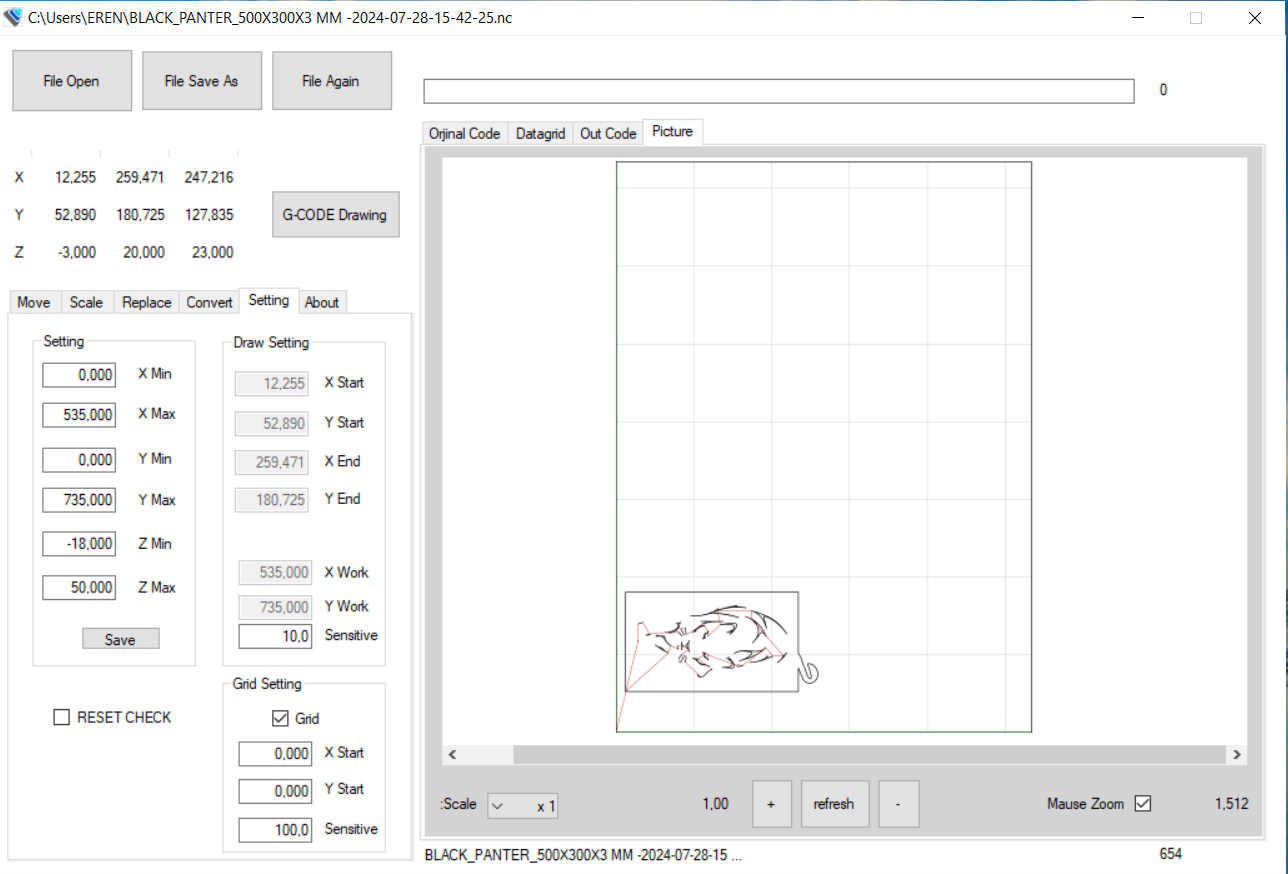 C:\Users\EREN\BLACK_PANTER_500X300X3 MM -2024-07-28-15-42-25.nc
File Open File Save As File Again
0
Orjinal Code Datagrid Out Code Picture
X 12,255 259,471 247,216
Y 52,890 180,725 127,835
Z -3,000 20,000 23,000
G-CODE Drawing
Move Scale Replace Convert Setting About
Setting
0,000 X Min
535,000 X Max
0,000 Y Min
735,000 Y Max
-18,000 Z Min
50,000 Z Max
Save
RESET CHECK
Draw Setting
12,255 X Start
52,890 Y Start
259,471 X End
180,725 Y End
535,000 X Work
735,000 Y Work
10,0 Sensitive
Grid Setting
Grid
0,000 X Start
0,000 Y Start
100,0 Sensitive
:Scale x 1 1,00 + refresh - Mause Zoom 1,512
BLACK_PANTER_500X300X3 MM -2024-07-28-15 ... 654